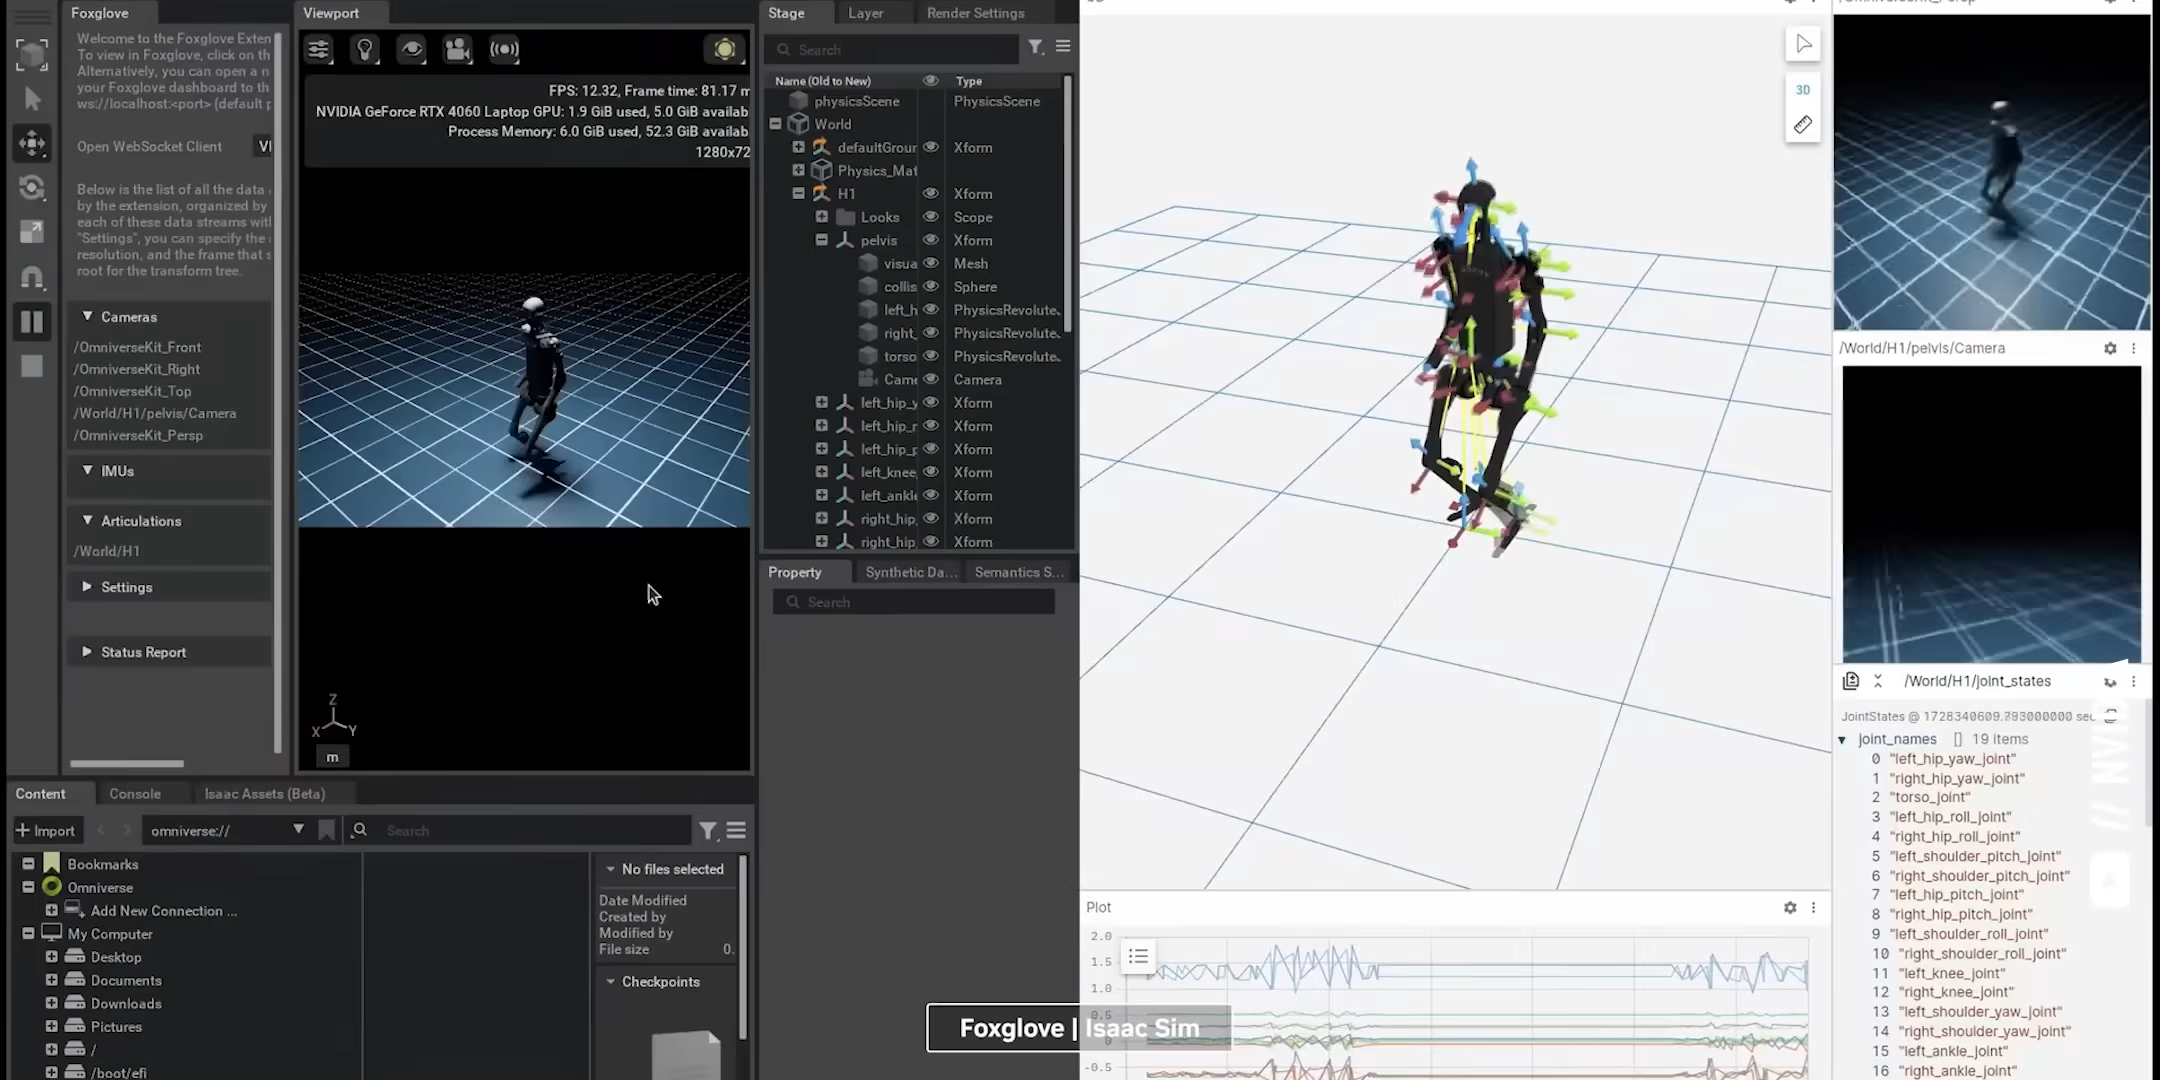 Foxglove
Welcome to the Foxglove Exten
To view in Foxglove, click on th
Alternatively, you can open a n
your Foxglove dashboard to th
ws://localhost:<port> (default p
Open WebSocket Client
VI
Below is the list of all the data
by the extension, organized by
each of these data streams wit
"Settings", you can specify the
resolution, and the frame that s
root for the transform tree.
Cameras
/OmniverseKit_Front
/OmniverseKit_Right
/OmniverseKit_Top
/World/H1/pelvis/Camera
/OmniverseKit_Persp
IMUs
Articulations
/World/H1
Settings
Status Report
Viewport
FPS: 12.32, Frame time: 81.17 m
NVIDIA GeForce RTX 4060 Laptop GPU: 1.9 GiB used, 5.0 GiB availab
Process Memory: 6.0 GiB used, 52.3 GiB availab
1280x72
Z
X Y
m
Stage Layer Render Settings
Search
Name (Old to New) Type
physicsScene PhysicsScene
World
defaultGrour Xform
Physics_Mat
H1 Xform
Looks Scope
pelvis Xform
visua Mesh
collis Sphere
left_h PhysicsRevolute
right_ PhysicsRevolute
torso PhysicsRevolute
Came Camera
left_hip_y Xform
left_hip_r Xform
left_hip_p Xform
left_knee Xform
left_ankle Xform
right_hip_ Xform
right_hip_ Xform
Property Synthetic Da... Semantics S...
Search
Content Console Isaac Assets (Beta)
+ Import omniverse:// Search
Bookmarks
Omniverse
Add New Connection ...
My Computer
Desktop
Documents
Downloads
Pictures
/
/boot/efi
No files selected
Date Modified
Created by
Modified by
File size 0.
Checkpoints
3D
Plot
2.0
1.5
1.0
0.5
0
-0.5
Foxglove | Isaac Sim
/World/H1/pelvis/Camera
/World/H1/joint_states
JointStates @ 1728340609.793000000 sec
joint_names [] 19 items
0 "left_hip_yaw_joint"
1 "right_hip_yaw_joint"
2 "torso_joint"
3 "left_hip_roll_joint"
4 "right_hip_roll_joint"
5 "left_shoulder_pitch_joint"
6 "right_shoulder_pitch_joint"
7 "left_hip_pitch_joint"
8 "right_hip_pitch_joint"
9 "left_shoulder_roll_joint"
10 "right_shoulder_roll_joint"
11 "left_knee_joint"
12 "right_knee_joint"
13 "left_shoulder_yaw_joint"
14 "right_shoulder_yaw_joint"
15 "left_ankle_joint"
16 "right_ankle_joint"
// NVI